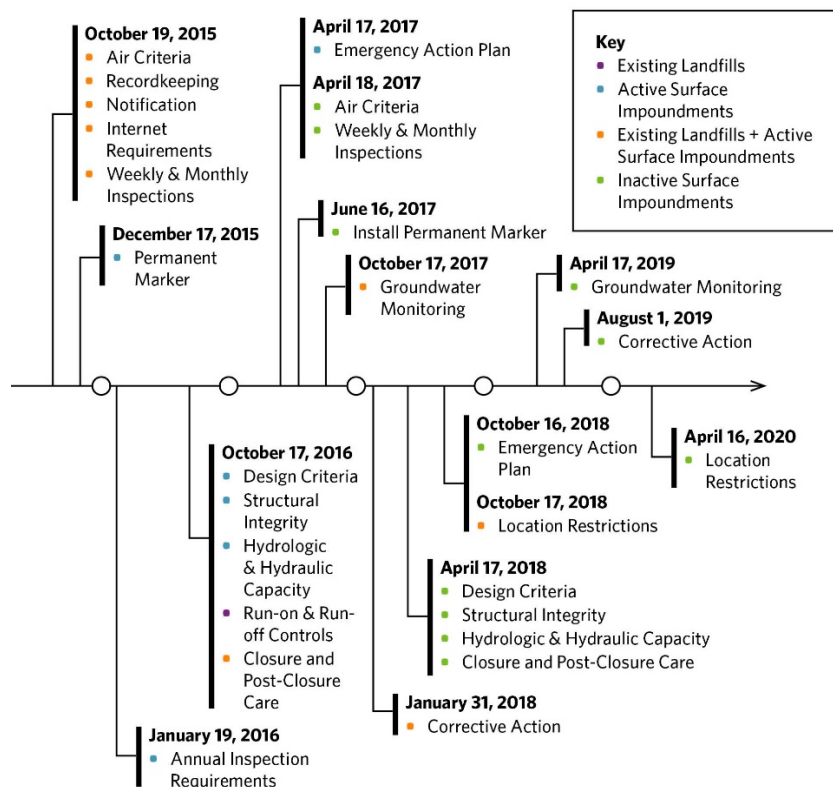 October 19, 2015
Air Criteria
Recordkeeping
Notification
Internet
Requirements
Weekly & Monthly
Inspections
December 17, 2015
Permanent
Marker
April 17, 2017
Emergency Action Plan
April 18, 2017
Air Criteria
Weekly & Monthly
Inspections
June 16, 2017
Install Permanent Marker
October 17, 2017
Groundwater
Monitoring
Key
Existing Landfills
Active Surface
Impoundments
Existing Landfills + Active
Surface Impoundments
Inactive Surface
Impoundments
April 17, 2019
Groundwater Monitoring
August 1, 2019
Corrective Action
October 17, 2016
Design Criteria
Structural
Integrity
Hydrologic
& Hydraulic
Capacity
Run-on & Run-
off Controls
Closure and
Post-Closure
Care
January 19, 2016
Annual Inspection
Requirements
October 16, 2018
Emergency Action
Plan
October 17, 2018
Location Restrictions
April 17, 2018
Design Criteria
Structural Integrity
Hydrologic & Hydraulic Capacity
Closure and Post-Closure Care
January 31, 2018
Corrective Action
April 16, 2020
Location
Restrictions